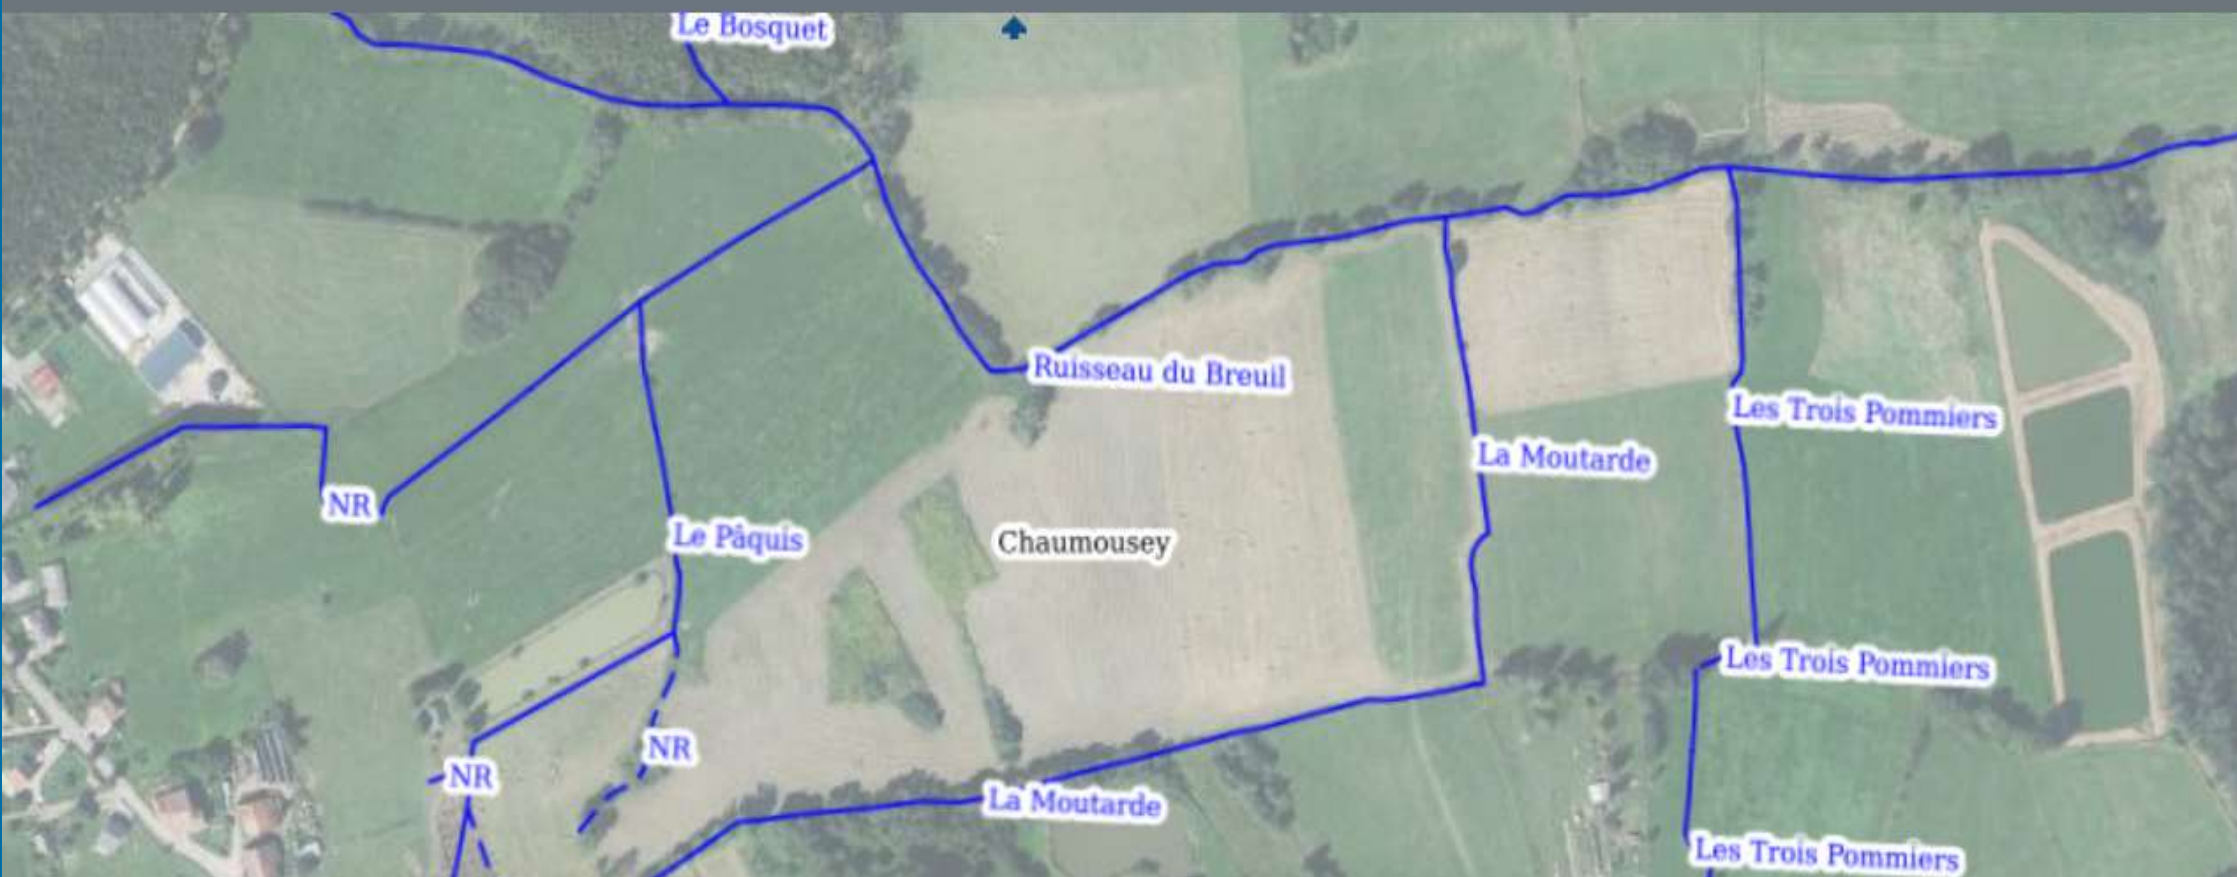 Le Bosquet
Ruisseau du Breuil
Les Trois Pommiers
La Moutarde
NR
Le Pâquis
Chaumousey
Les Trois Pommiers
NR
NR
La Moutarde
Les Trois Pommiers